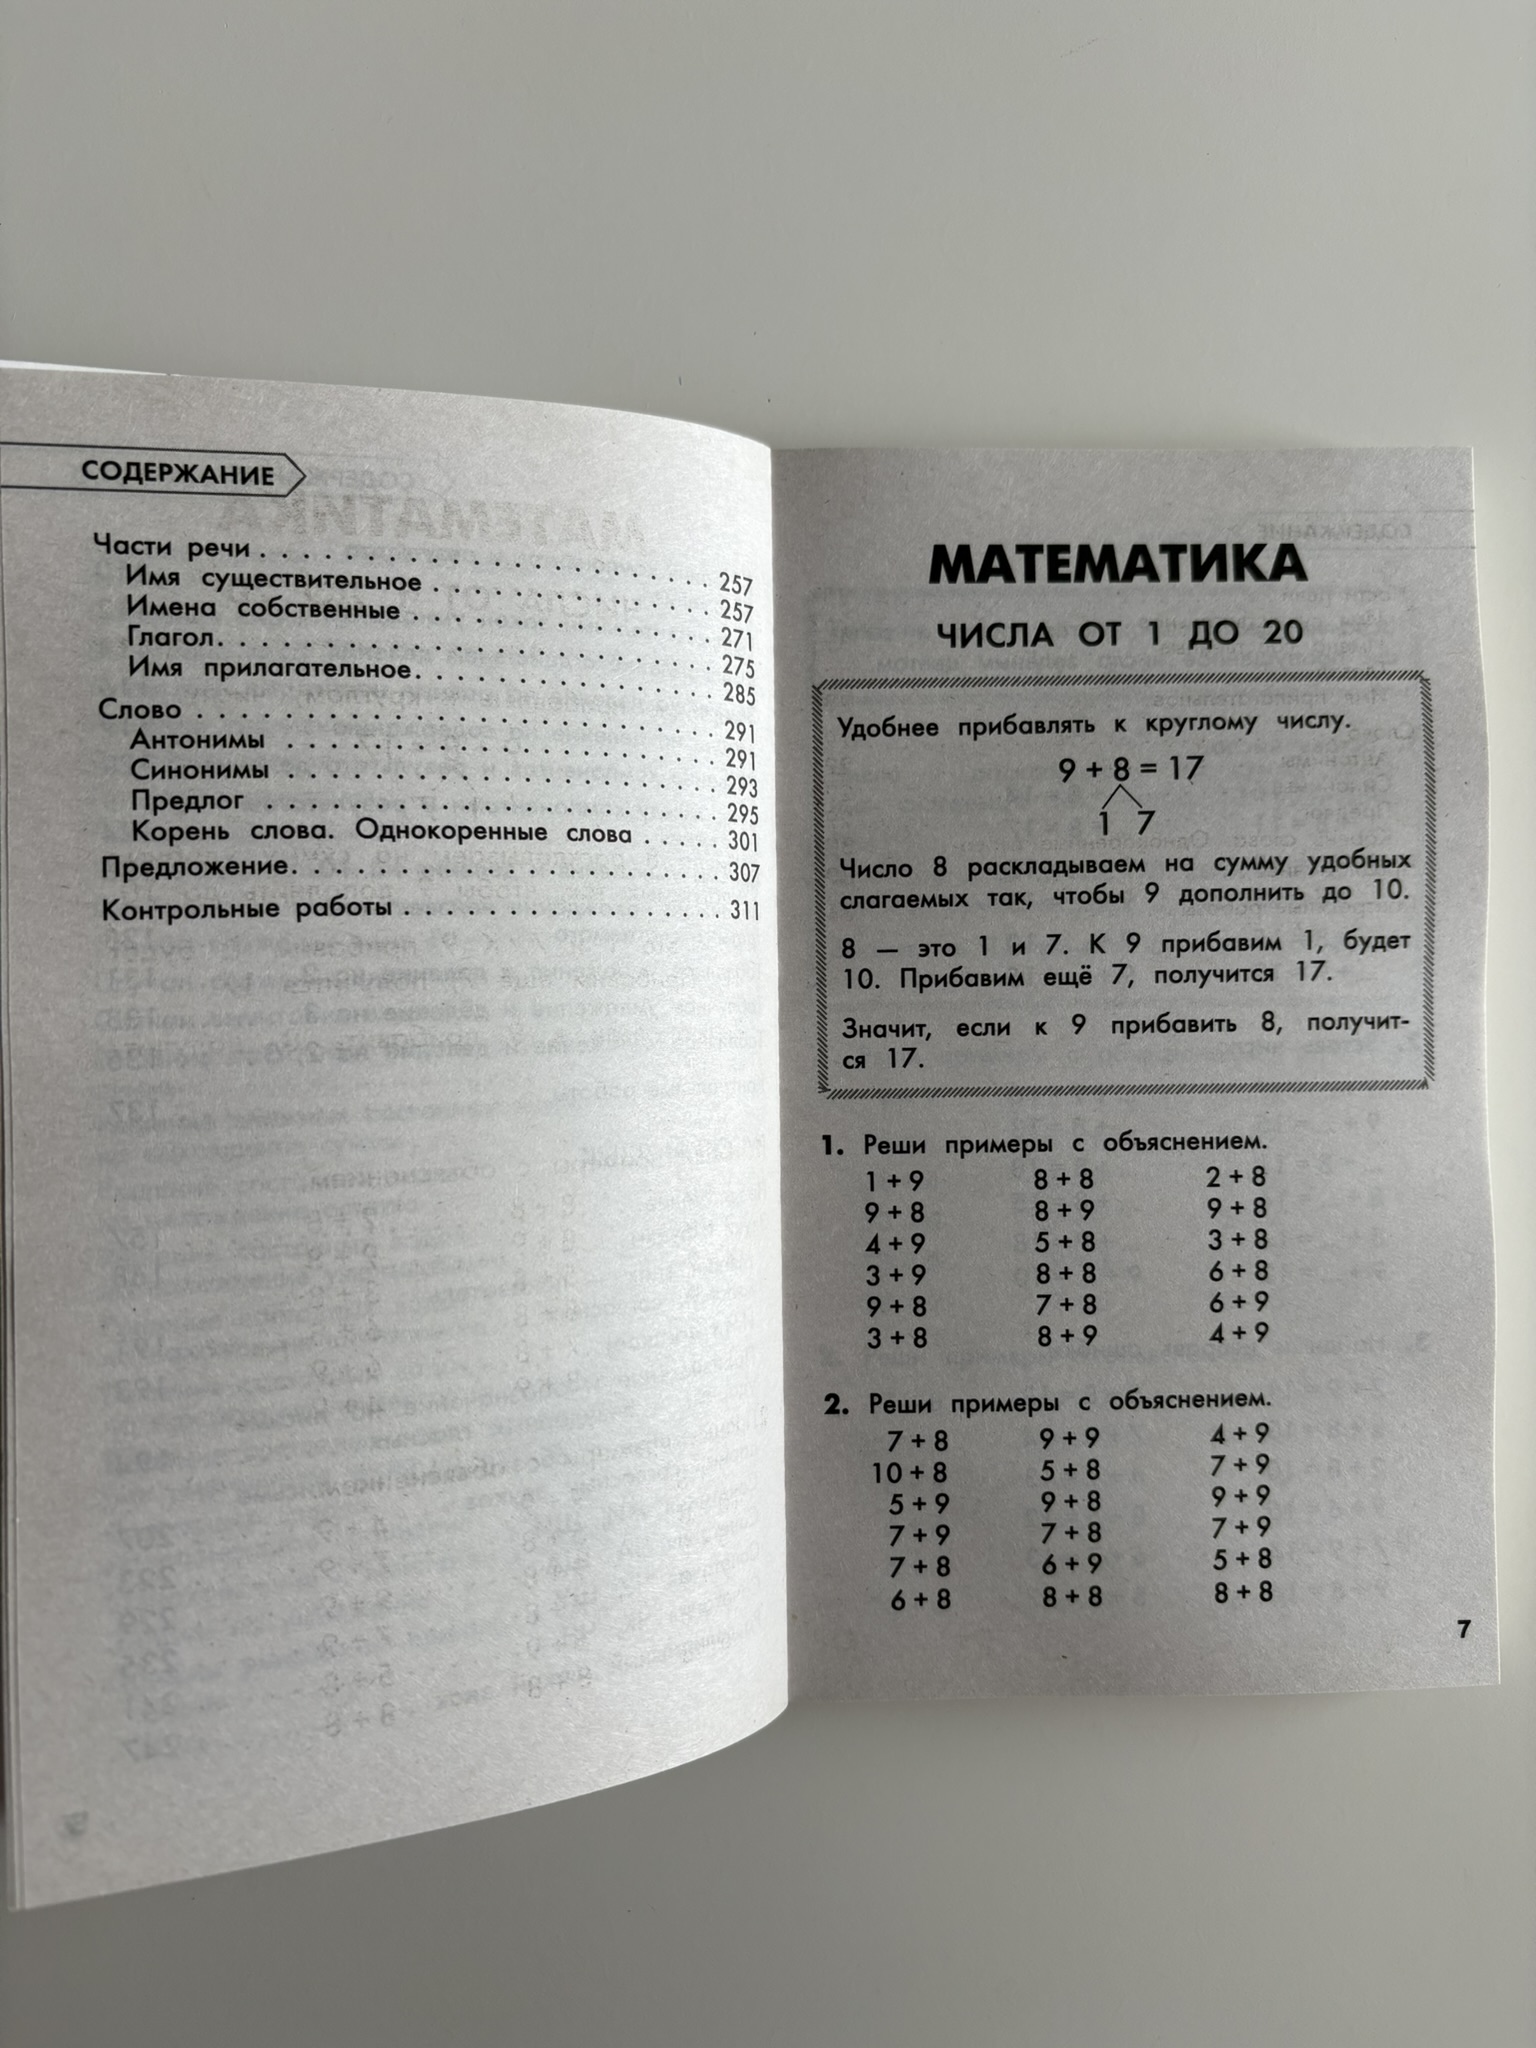 СОДЕРЖАНИЕ
Части речи . . . . . . . . . . . . . . . . . . . . . . 257
Имя существительное . . . . . . . . . . . . . 257
Имена собственные . . . . . . . . . . . . . . 271
Глагол. . . . . . . . . . . . . . . . . . . . . . . 275
Имя прилагательное. . . . . . . . . . . . . . 285
Слово . . . . . . . . . . . . . . . . . . . . . . . . 291
Антонимы . . . . . . . . . . . . . . . . . . . . 291
Синонимы . . . . . . . . . . . . . . . . . . . . 293
Предлог . . . . . . . . . . . . . . . . . . . . . 295
Корень слова. Однокоренные слова . . . . . 301
Предложение. . . . . . . . . . . . . . . . . . . . 307
Контрольные работы . . . . . . . . . . . . . . . 311
МАТЕМАТИКА
ЧИСЛА ОТ 1 ДО 20
Удобнее прибавлять к круглому числу.
9 + 8 = 17
1 7
Число 8 раскладываем на сумму удобных
слагаемых так, чтобы 9 дополнить до 10.
8 — это 1 и 7. К 9 прибавим 1, будет
10. Прибавим ещё 7, получится 17.
Значит, если к 9 прибавить 8, получит-
ся 17.
1. Реши примеры с объяснением.
1 + 9 8 + 8 2 + 8
9 + 8 8 + 9 9 + 8
4 + 9 5 + 8 3 + 8
3 + 9 8 + 8 6 + 8
9 + 8 7 + 8 6 + 9
3 + 8 8 + 9 4 + 9
2. Реши примеры с объяснением.
7 + 8 9 + 9 4 + 9
10 + 8 5 + 8 7 + 9
5 + 9 9 + 8 9 + 9
7 + 9 7 + 8 7 + 9
7 + 8 6 + 9 5 + 8
6 + 8 8 + 8 8 + 8
7